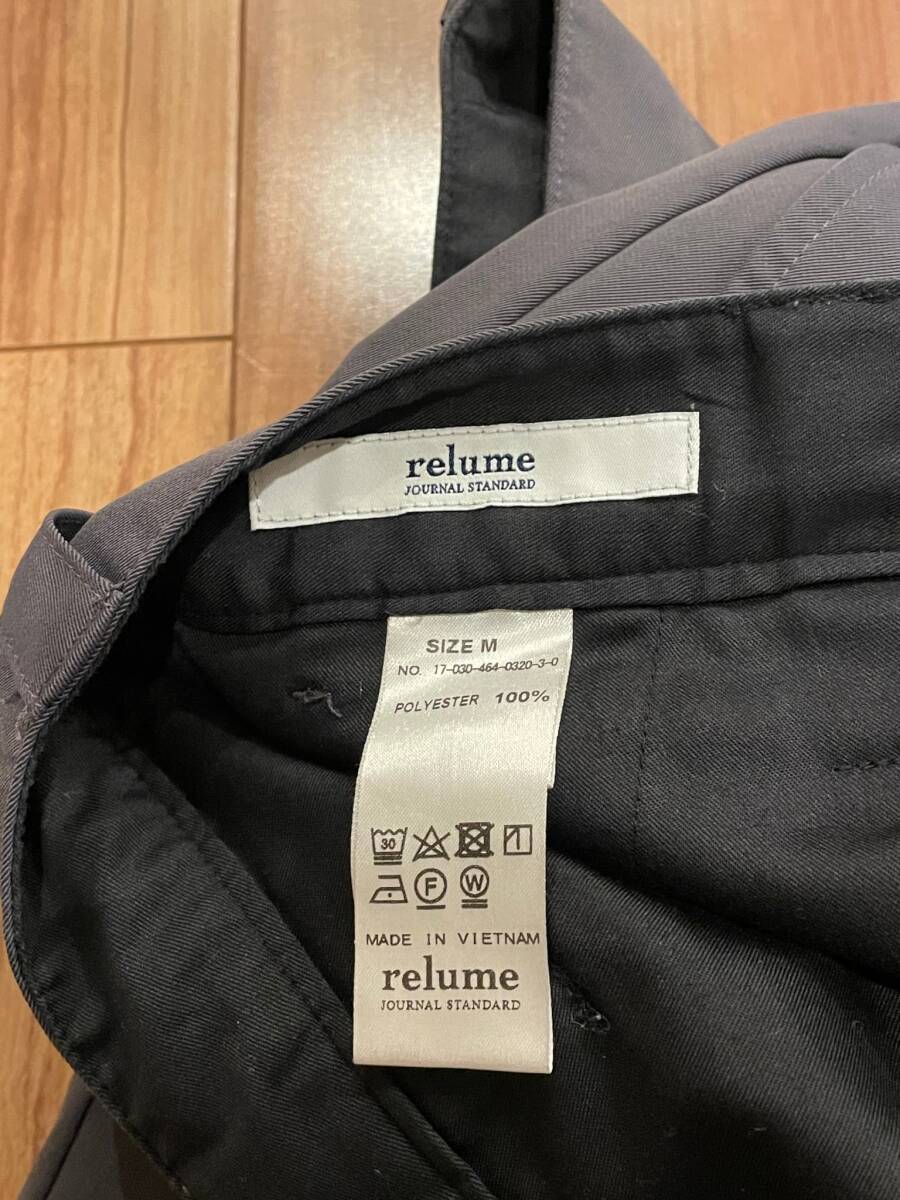 relume
JOURNAL STANDARD
SIZE M
NO. 17-030-464-0320-3-0
POLYESTER 100%
30
F W
MADE IN VIETNAM
relume
JOURNAL STANDARD